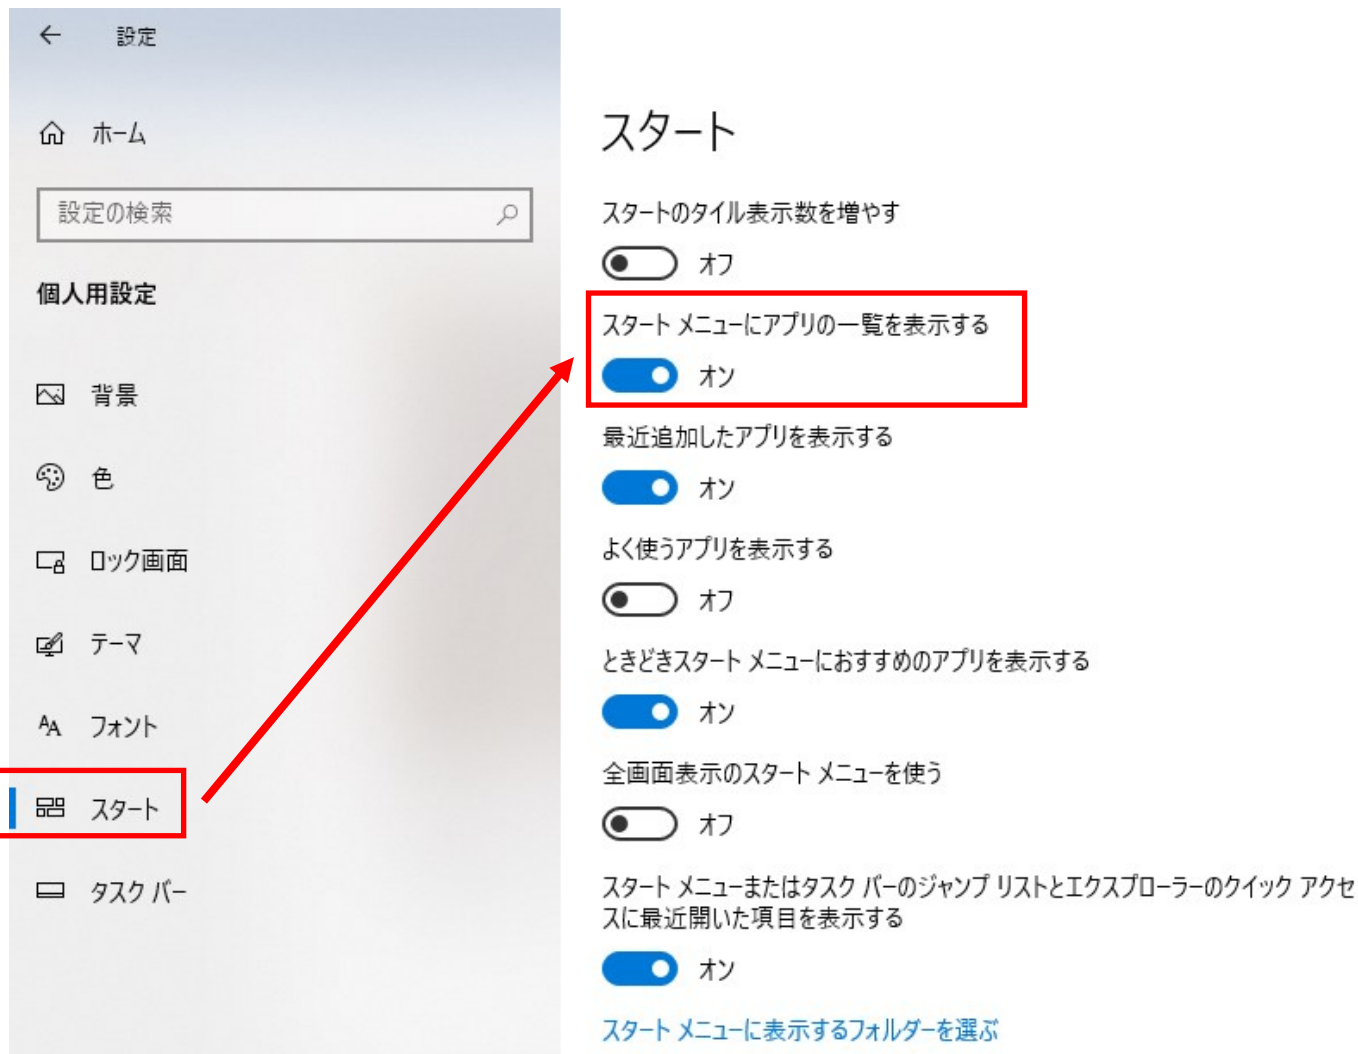 設定
ホーム
設定の検索
個人用設定
背景
色
ロック画面
テーマ
フォント
スタート
タスク バー
スタート
スタートのタイル表示数を増やす
オフ
スタート メニューにアプリの一覧を表示する
オン
最近追加したアプリを表示する
オン
よく使うアプリを表示する
オフ
ときどきスタート メニューにおすすめのアプリを表示する
オン
全画面表示のスタート メニューを使う
オフ
スタート メニューまたはタスク バーのジャンプ リストとエクスプローラーのクイック アクセ
スに最近開いた項目を表示する
オン
スタート メニューに表示するフォルダーを選ぶ